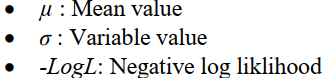 • μ : Mean value
• σ : Variable value
• -LogL: Negative log liklihood